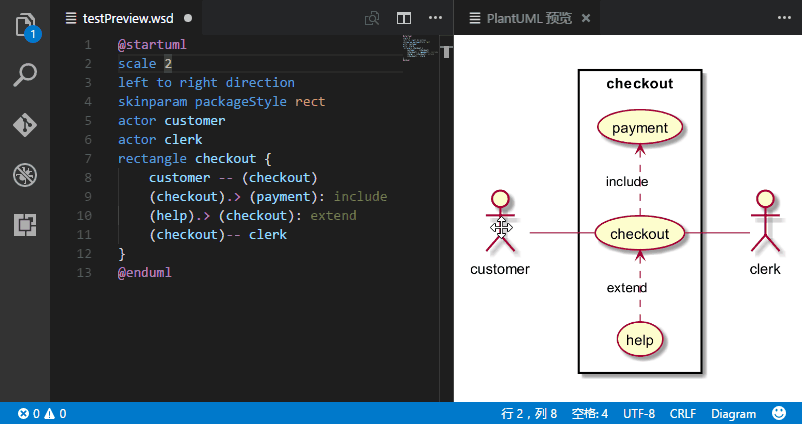 1
testPreview.wsd
PlantUML 预览
1 @startuml
2 scale 2
3 left to right direction
4 skinparam packageStyle rect
5 actor customer
6 actor clerk
7 rectangle checkout {
8 customer -- (checkout)
9 (checkout).> (payment): include
10 (help).> (checkout): extend
11 (checkout)-- clerk
12 }
13 @enduml
checkout
payment
include
checkout
customer
clerk
extend
help
0 0 行 2，列 8 空格: 4 UTF-8 CRLF Diagram